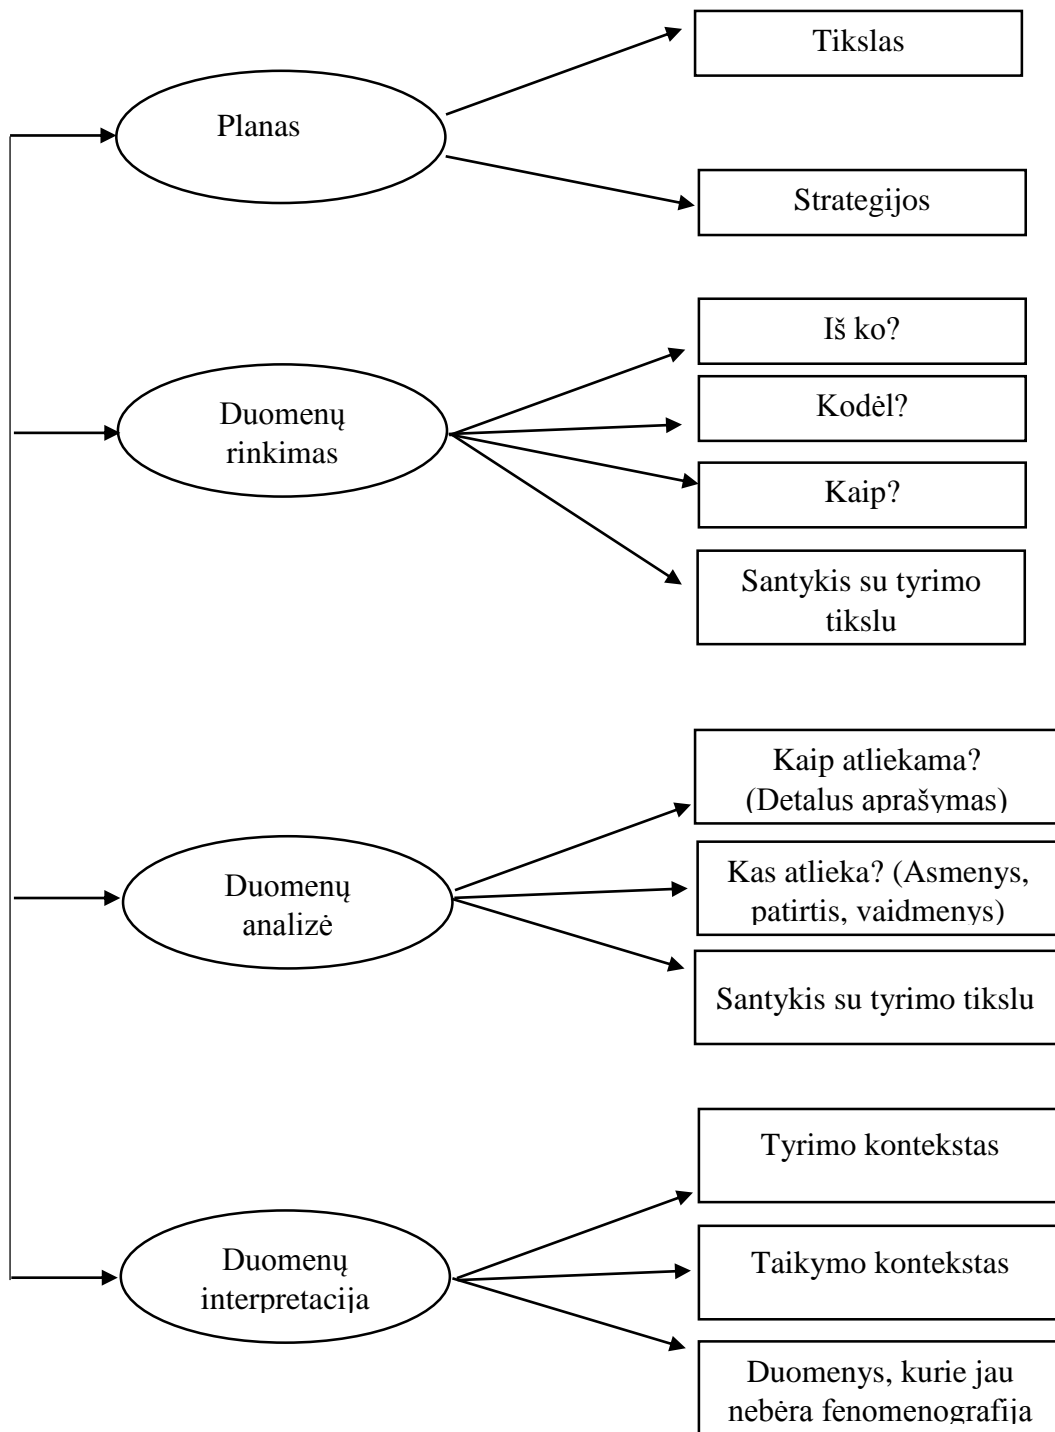 Planas
Tikslas
Strategijos
Duomenų
rinkimas
Iš ko?
Kodėl?
Kaip?
Santykis su tyrimo
tikslu
Duomenų
analizė
Kaip atliekama?
(Detalus aprašymas)
Kas atlieka? (Asmenys,
patirtis, vaidmenys)
Santykis su tyrimo tikslu
Duomenų
interpretacija
Tyrimo kontekstas
Taikymo kontekstas
Duomenys, kurie jau
nebėra fenomenografija